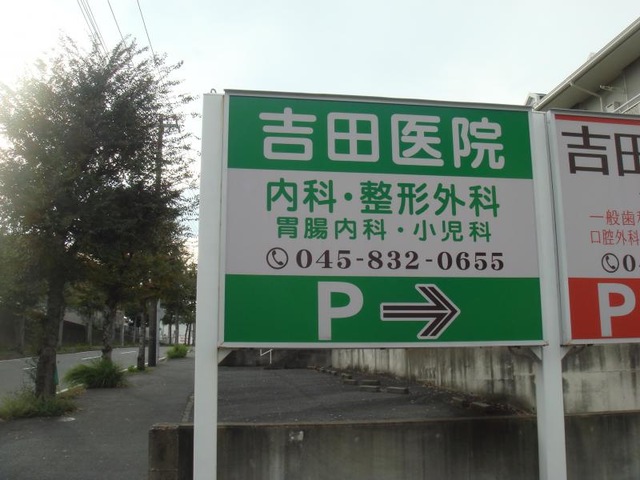 吉田医院
内科・整形外科
胃腸内科・小児科
045-832-0655
P
吉田
一般歯科
口腔外科
P